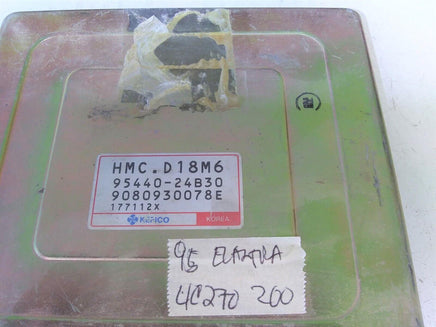 HMC.D18M6
95440-24B30
9080930078E
177112X
KEFICO KOREA
95 ELANTRA
4C270 200